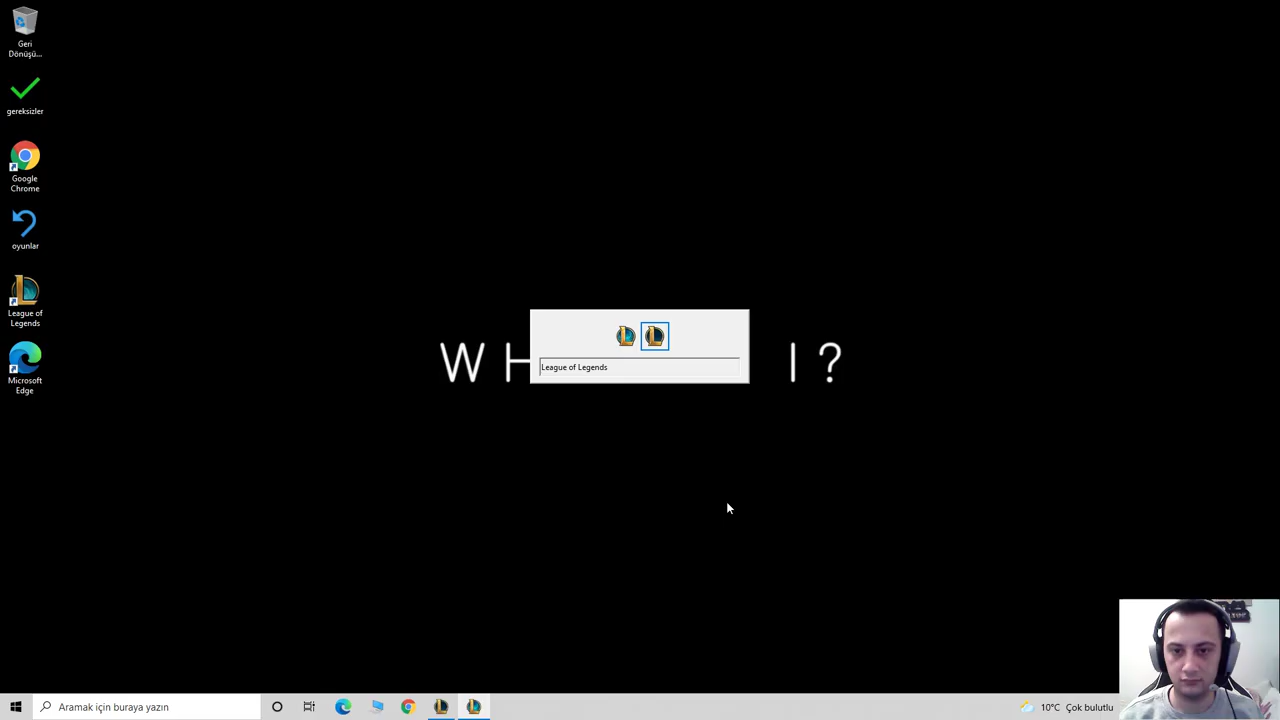 Geri
Dönüşü...
gereksizler
Google
Chrome
oyunlar
League of
Legends
Microsoft
Edge
W H
I ?
League of Legends
Aramak için buraya yazın
10°C Çok bulutlu